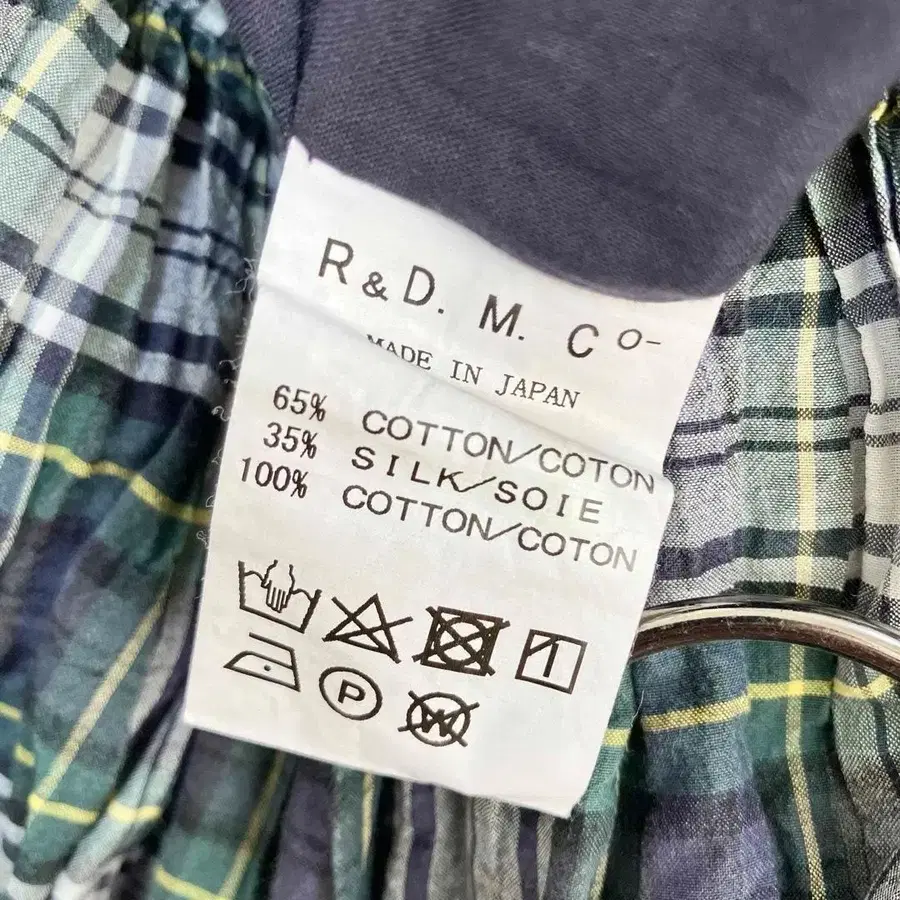 R&D. M. Co-
MADE IN JAPAN
65% COTTON/COTON
35% SILK/SOIE
100% COTTON/COTON
P
W